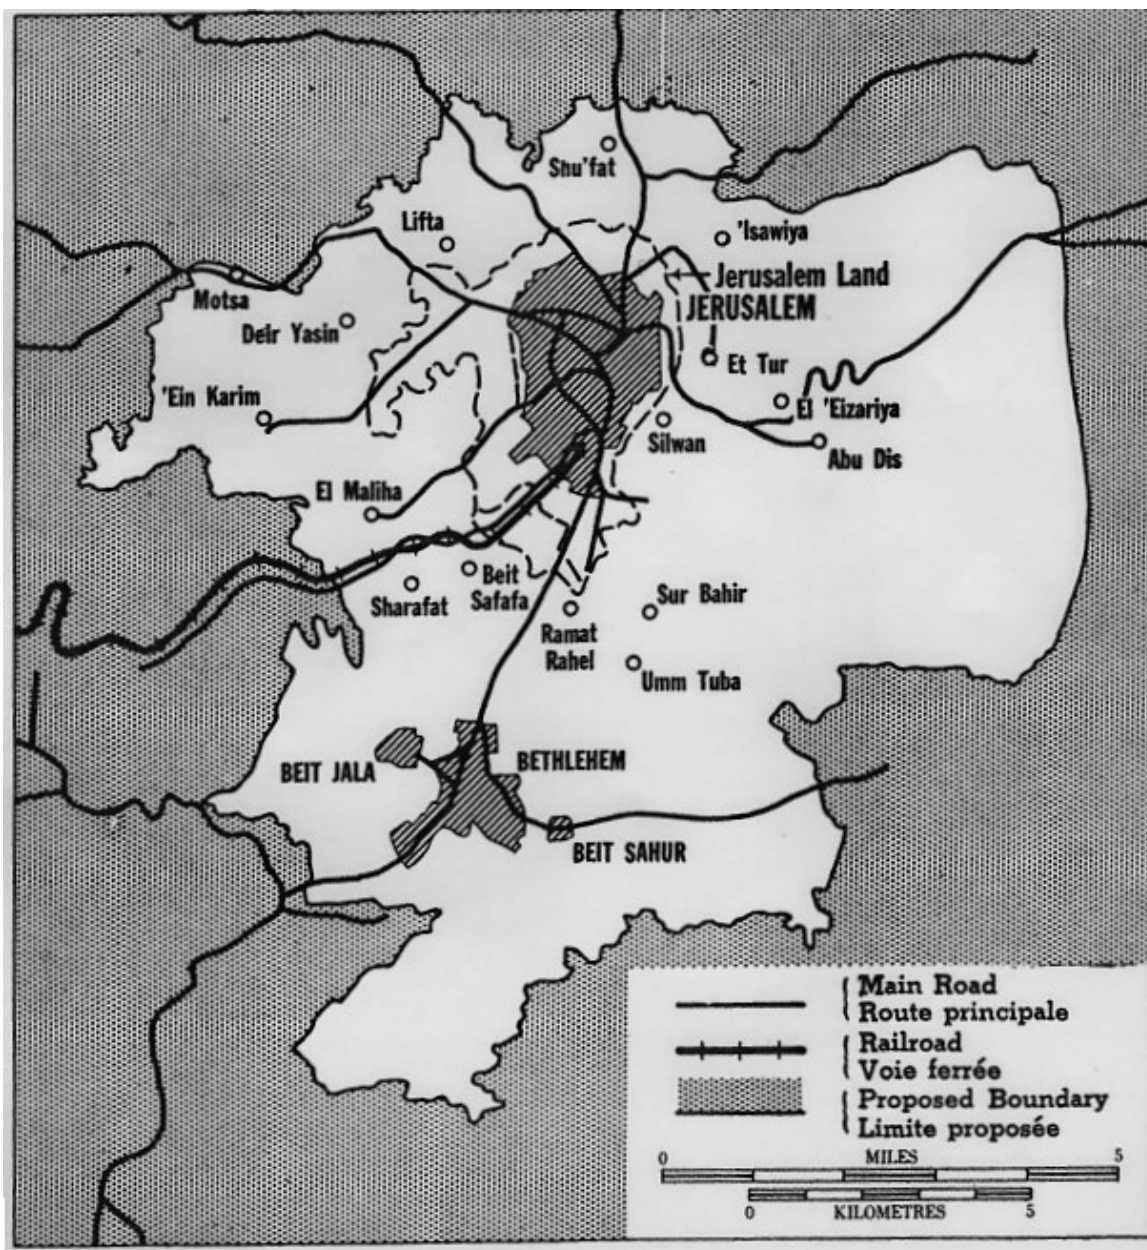 Shu'fat
Lifta
'Isawiya
Jerusalem Land
JERUSALEM
Motsa
Deir Yasin
Et Tur
'Ein Karim
El 'Eizariya
Silwan
Abu Dis
El Maliha
Beit
Safafa
Sharafat
Sur Bahir
Ramat
Rahel
Umm Tuba
BETHLEHEM
BEIT JALA
BEIT SAHUR
Main Road
Route principale
Railroad
Voie ferrée
Proposed Boundary
Limite proposée
0 MILES 5
0 KILOMETRES 5